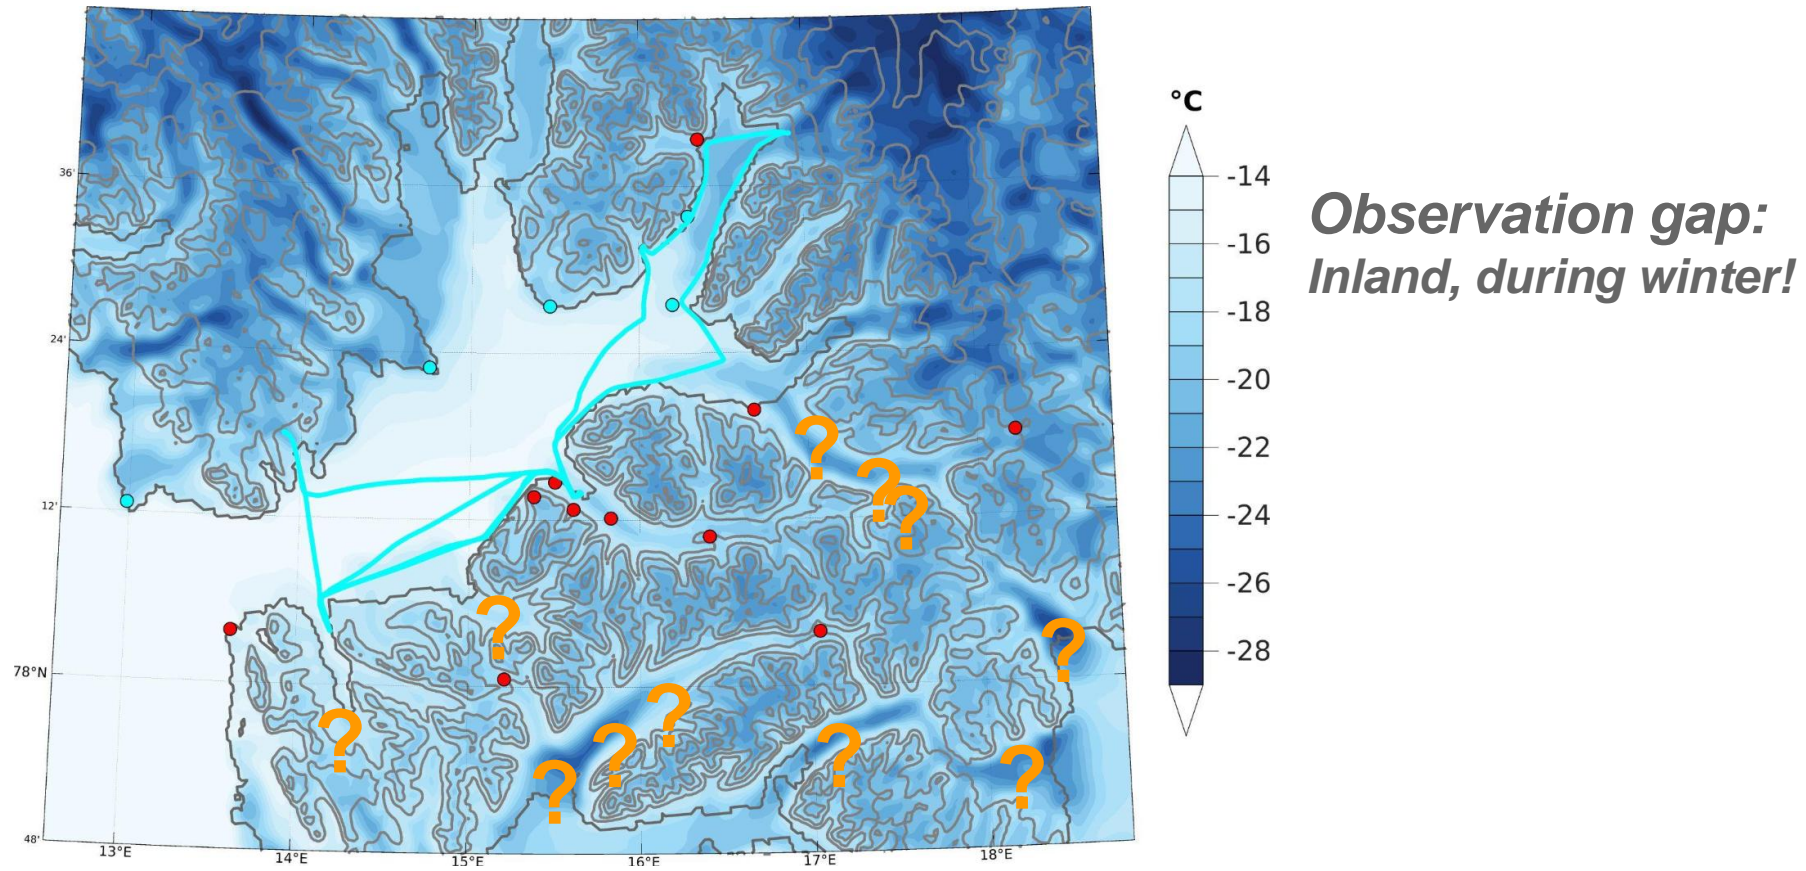 °C
-14
-16
-18
-20
-22
-24
-26
-28
Observation gap:
Inland, during winter!
36'
24'
12'
78°N
48'
13°E
14°E
15°E
16°E
17°E
18°E
?
?
?
?
?
?
?
?
?
?
?